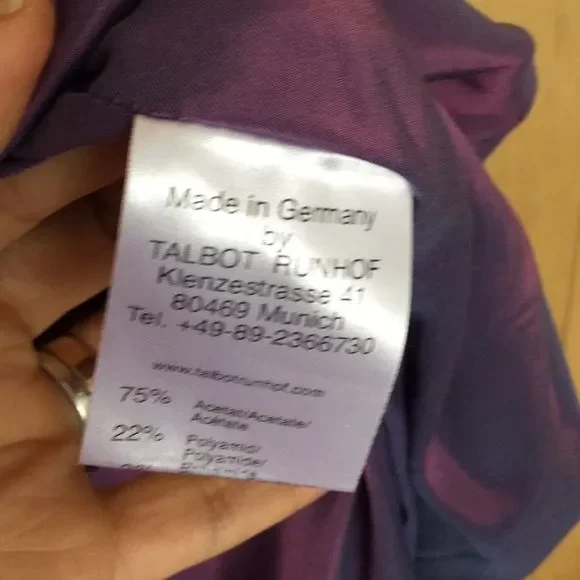 Made in Germany
by
TALBOT RUNHOF
Klenzestrasse 41
80469 Munich
Tel. +49-89-2366730
www.talbotrunhof.com
75% Acetat/Acetate/
Acétate
22% Polyamid/
Polyamide/